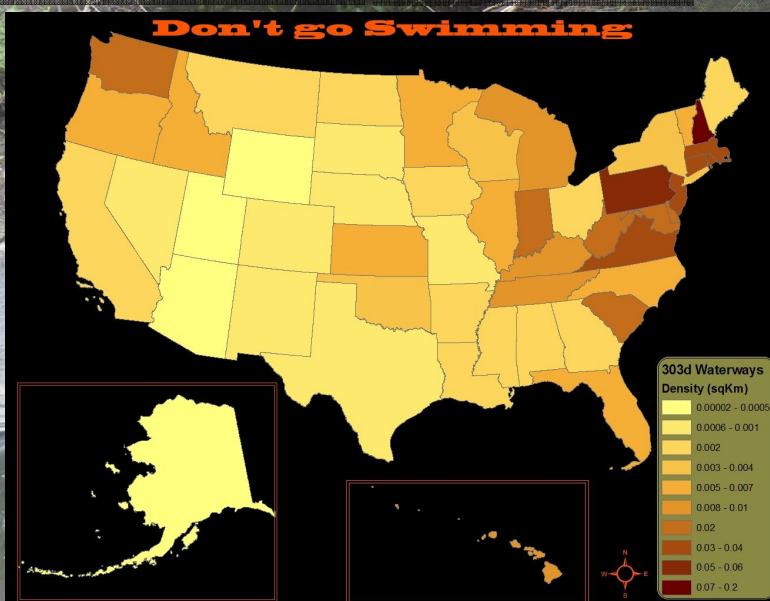 Don't go Swimming
303d Waterways
Density (sqKm)
0.00002 - 0.0005
0.0006 - 0.001
0.002
0.003 - 0.004
0.005 - 0.007
0.008 - 0.01
0.02
0.03 - 0.04
0.05 - 0.06
0.07 - 0.2
N
W E
S